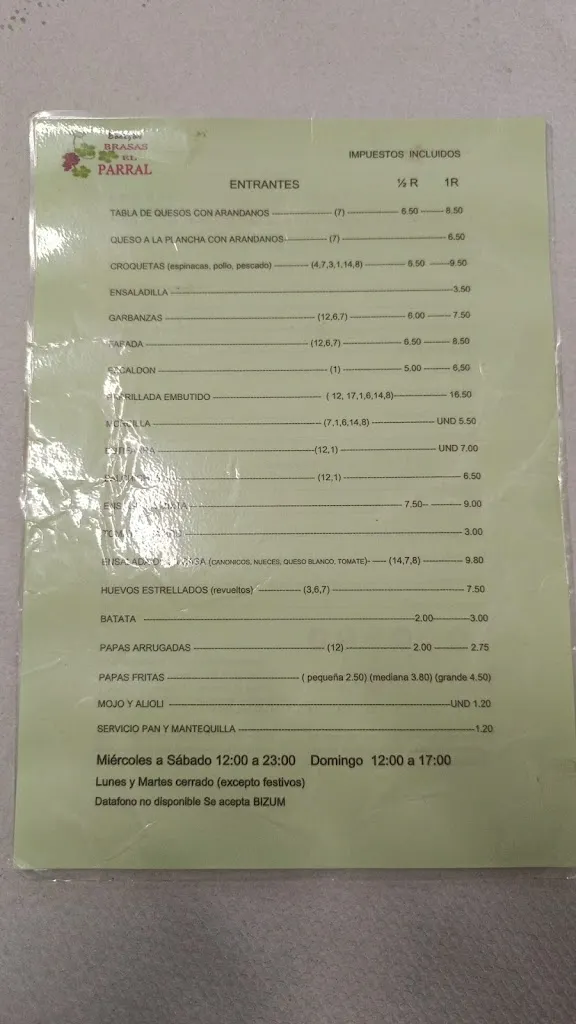 BRASAS
EL
PARRAL
IMPUESTOS INCLUIDOS
ENTRANTES ½ R 1R
TABLA DE QUESOS CON ARANDANOS (7) 6.50 8.50
QUESO A LA PLANCHA CON ARANDANOS (7) 6.50
CROQUETAS (espinacas, pollo, pescado) (4,7,3,1,14,8) 6.50 9.50
ENSALADILLA 3.50
GARBANZAS (12,6,7) 6.00 7.50
(12,6,7) 6.50 8.50
ESCALDON (1) 5.00 6,50
PARRILLADA EMBUTIDO ( 12, 17,1,6,14,8) 16.50
MORCILLA (7,1,6,14,8) UND 5.50
(12,1) UND 7.00
(12,1) 6.50
7.50 9.00
3.00
ENSALADA (CANONIGOS, NUECES, QUESO BLANCO, TOMATE) (14,7,8) 9.80
HUEVOS ESTRELLADOS (revueltos) (3,6,7) 7.50
BATATA 2.00 3.00
PAPAS ARRUGADAS (12) 2.00 2.75
PAPAS FRITAS ( pequeña 2.50) (mediana 3.80) (grande 4.50)
MOJO Y ALIOLI UND 1.20
SERVICIO PAN Y MANTEQUILLA 1.20
Miércoles a Sábado 12:00 a 23:00 Domingo 12:00 a 17:00
Lunes y Martes cerrado (excepto festivos)
Datafono no disponible Se acepta BIZUM